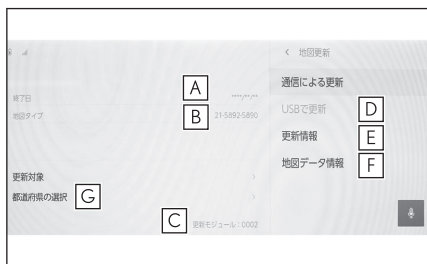 < 地図更新
A
終了日 ****/**/**
地図タイプ B 21-5892-5890
更新対象 >
都道府県の選択 G >
C 更新モジュール：0002
通信による更新
USBで更新 D
更新情報 E
地図データ情報 F